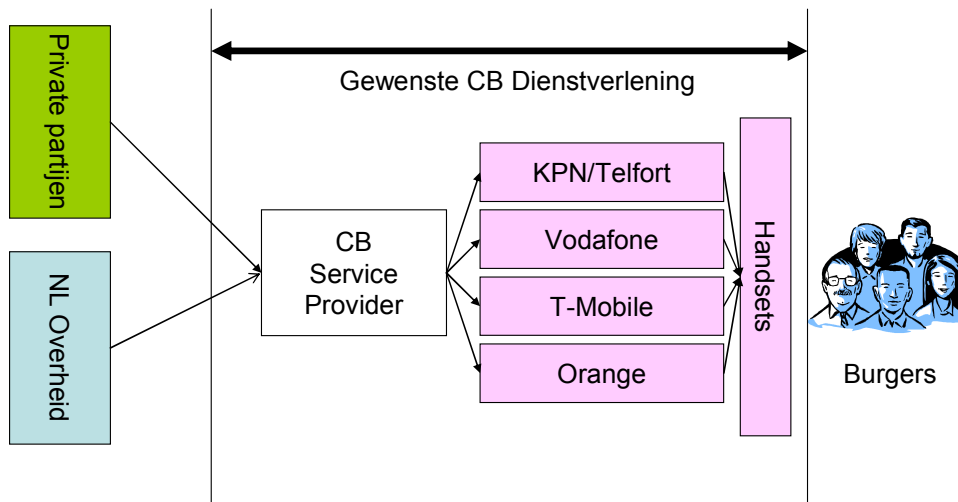 Private
partijen
NL Overheid
Gewenste CB Dienstverlening
CB
Service
Provider
KPN/Telfort
Vodafone
T-Mobile
Orange
Handsets
Burgers